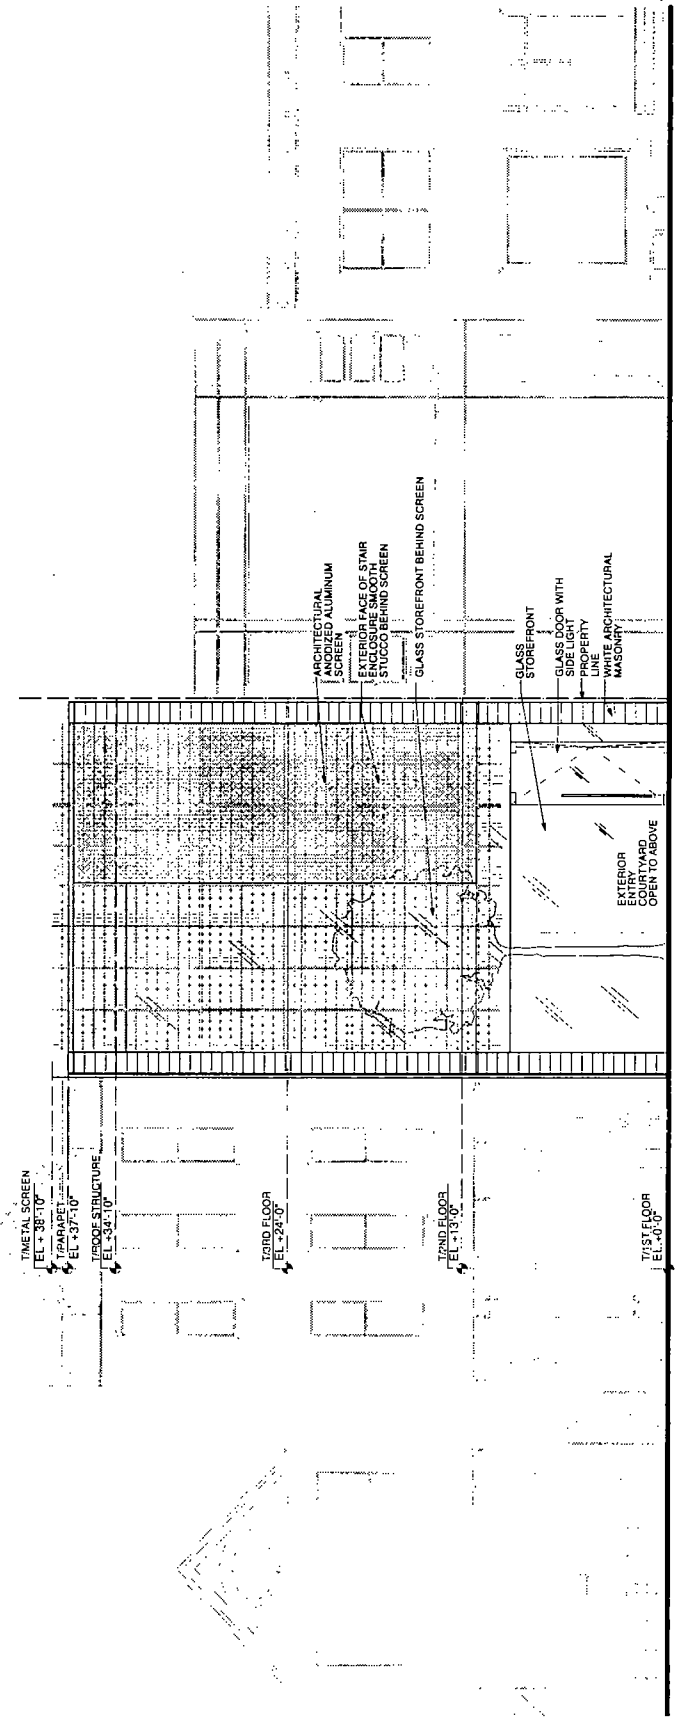 T/METAL SCREEN
EL + 38'-10"
T/PARAPET
EL +37'-10"
T/ROOF STRUCTURE
EL +34'-10"
T/3RD FLOOR
EL +24'-0"
T/2ND FLOOR
EL +13'-0"
T/1ST FLOOR
EL +0'-0"
ARCHITECTURAL
ANODIZED ALUMINUM
SCREEN
EXTERIOR FACE OF STAIR
ENCLOSURE SMOOTH
STUCCO BEHIND SCREEN
GLASS STOREFRONT BEHIND SCREEN
GLASS
STOREFRONT
GLASS DOOR WITH
SIDE LIGHT
PROPERTY
LINE
WHITE ARCHITECTURAL
MASONRY
EXTERIOR
ENTRY
COURTYARD
OPEN TO ABOVE